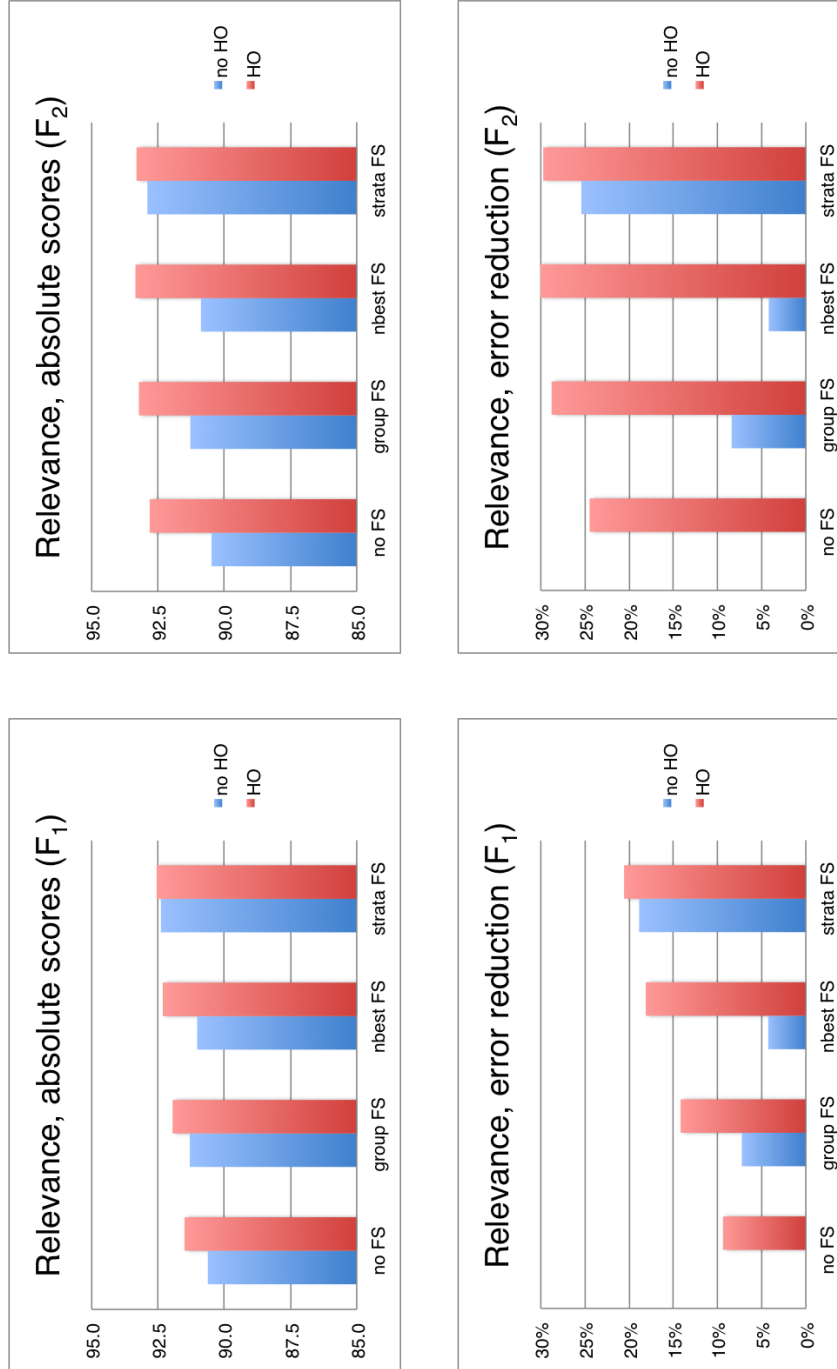 Relevance, absolute scores (F₁)
95.0
92.5
90.0
87.5
85.0
no FS
group FS
nbest FS
strata FS
no HO
HO
Relevance, absolute scores (F₂)
95.0
92.5
90.0
87.5
85.0
no FS
group FS
nbest FS
strata FS
no HO
HO
Relevance, error reduction (F₁)
30%
25%
20%
15%
10%
5%
0%
no FS
group FS
nbest FS
strata FS
no HO
HO
Relevance, error reduction (F₂)
30%
25%
20%
15%
10%
5%
0%
no FS
group FS
nbest FS
strata FS
no HO
HO